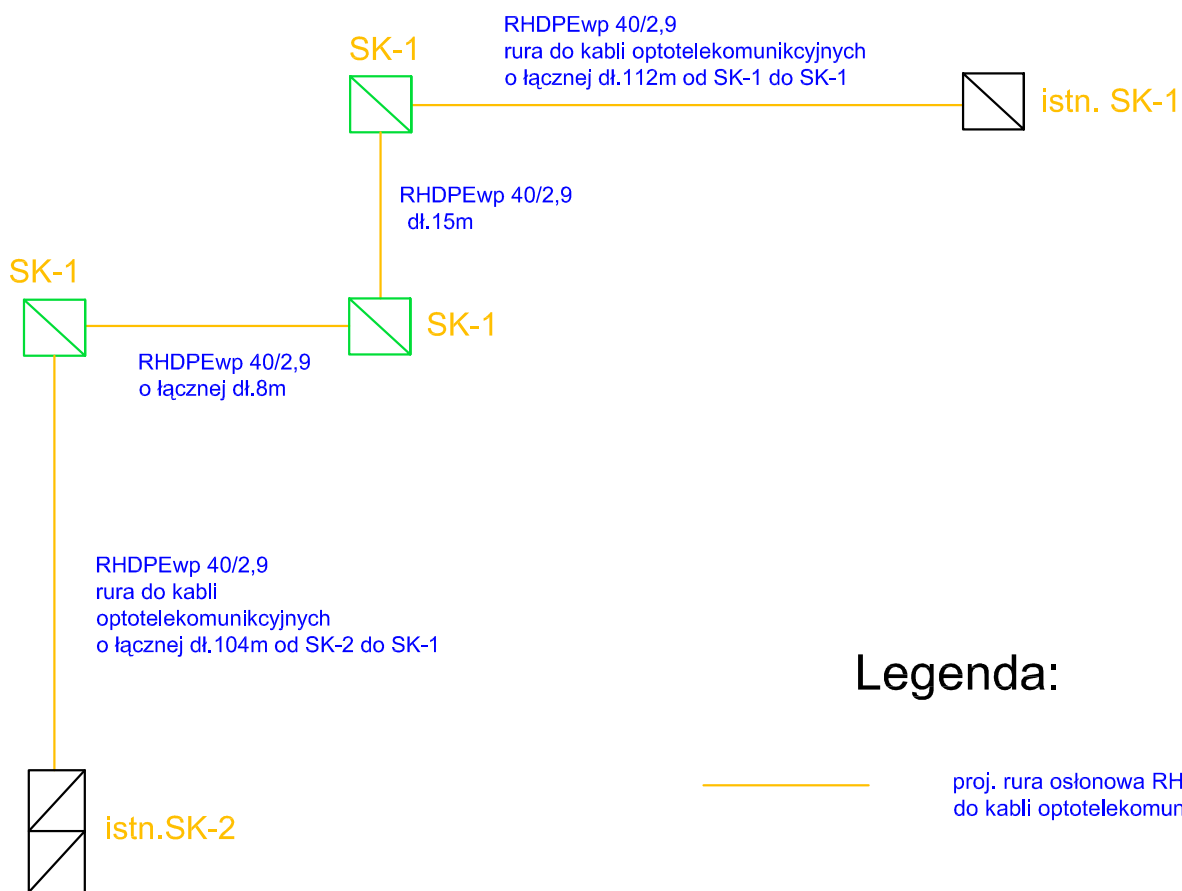 RHDPEwp 40/2,9
rura do kabli optotelekomunikcyjnych
o łącznej dł.112m od SK-1 do SK-1
SK-1
istn. SK-1
RHDPEwp 40/2,9
dł.15m
SK-1
SK-1
RHDPEwp 40/2,9
o łącznej dł.8m
RHDPEwp 40/2,9
rura do kabli
optotelekomunikcyjnych
o łącznej dł.104m od SK-2 do SK-1
Legenda:
proj. rura osłonowa RH
do kabli optotelekomun
istn.SK-2